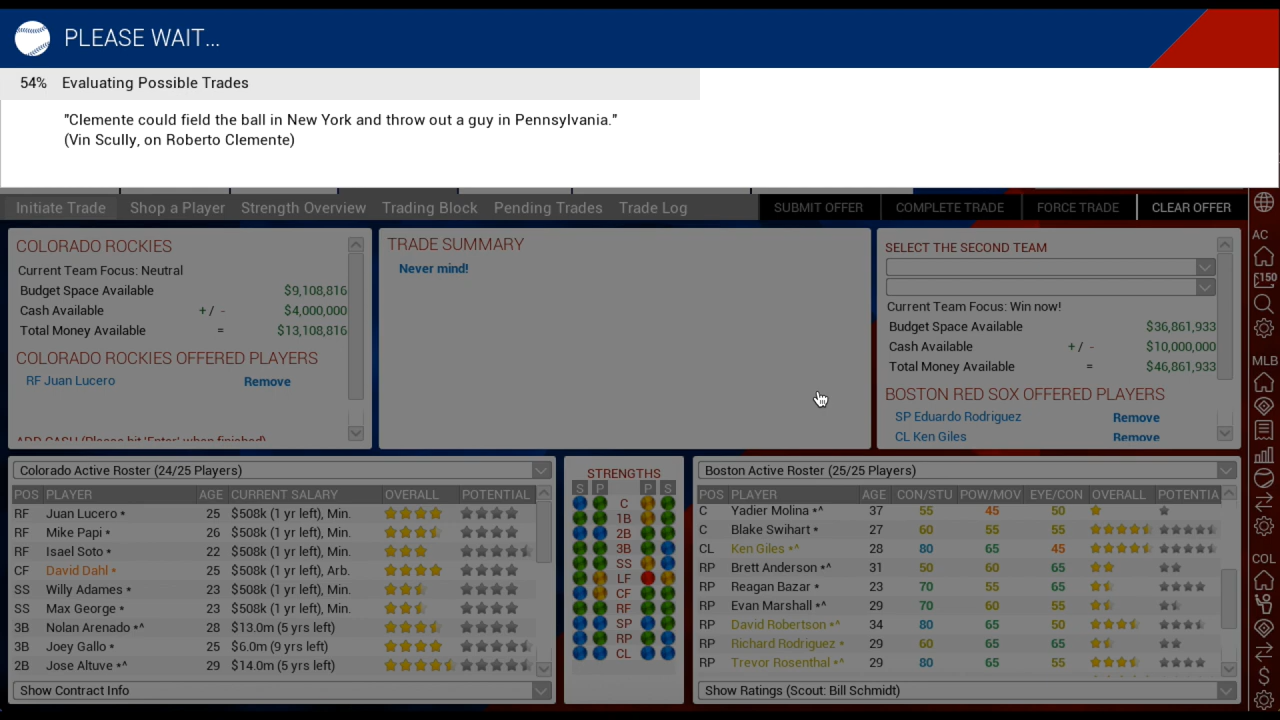 PLEASE WAIT...
54% Evaluating Possible Trades
"Clemente could field the ball in New York and throw out a guy in Pennsylvania."
(Vin Scully, on Roberto Clemente)
Initiate Trade Shop a Player Strength Overview Trading Block Pending Trades Trade Log SUBMIT OFFER COMPLETE TRADE FORCE TRADE CLEAR OFFER
COLORADO ROCKIES
Current Team Focus: Neutral
Budget Space Available $9,108,816
Cash Available + / - $4,000,000
Total Money Available = $13,108,816
COLORADO ROCKIES OFFERED PLAYERS
RF Juan Lucero Remove
ADD CASH (Please hit 'Enter' when finished)
TRADE SUMMARY
Never mind!
SELECT THE SECOND TEAM
Current Team Focus: Win now!
Budget Space Available $36,861,933
Cash Available + / - $10,000,000
Total Money Available = $46,861,933
BOSTON RED SOX OFFERED PLAYERS
SP Eduardo Rodriguez Remove
CL Ken Giles Remove
Colorado Active Roster (24/25 Players)
POS PLAYER AGE CURRENT SALARY OVERALL POTENTIAL
RF Juan Lucero * 25 $508k (1 yr left), Min.
RF Mike Papi * 26 $508k (1 yr left), Min.
RF Isael Soto * 22 $508k (1 yr left), Min.
CF David Dahl * 25 $508k (1 yr left), Arb.
SS Willy Adames * 23 $508k (1 yr left), Min.
SS Max George * 23 $508k (1 yr left), Min.
3B Nolan Arenado *^ 28 $13.0m (5 yrs left)
3B Joey Gallo * 25 $6.0m (9 yrs left)
2B Jose Altuve *^ 29 $14.0m (5 yrs left)
Show Contract Info
STRENGTHS
S P P S
C
1B
2B
3B
SS
LF
CF
RF
SP
RP
CL
Boston Active Roster (25/25 Players)
POS PLAYER AGE CON/STU POW/MOV EYE/CON OVERALL POTENTIA
C Yadier Molina *^ 37 55 45 50
C Blake Swihart * 27 60 55 55
CL Ken Giles *^ 28 80 65 45
RP Brett Anderson *^ 31 50 60 65
RP Reagan Bazar * 23 70 55 65
RP Evan Marshall *^ 29 70 60 55
RP David Robertson *^ 34 80 65 50
RP Richard Rodriguez * 29 60 65 65
RP Trevor Rosenthal *^ 29 80 65 55
Show Ratings (Scout: Bill Schmidt)
AC
150
MLB
COL
$